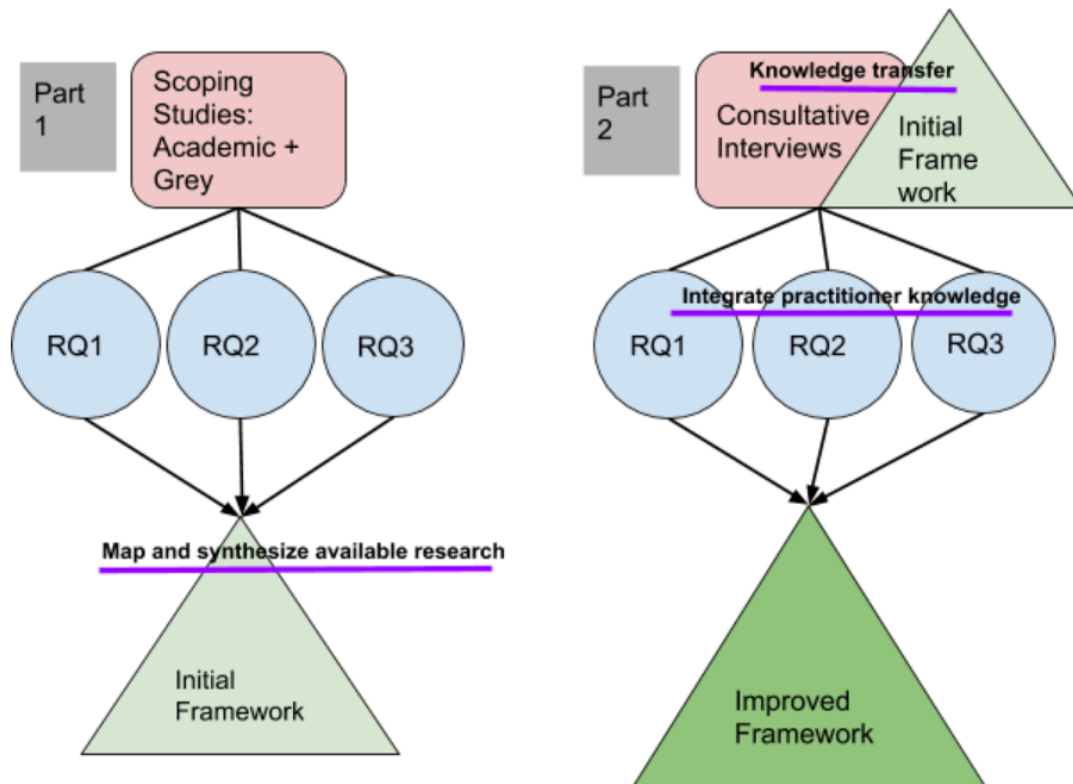 Part
1
Scoping
Studies:
Academic +
Grey
RQ1
RQ2
RQ3
Map and synthesize available research
Initial
Framework
Part
2
Knowledge transfer
Consultative
Interviews
Initial
Frame
work
Integrate practitioner knowledge
RQ1
RQ2
RQ3
Improved
Framework